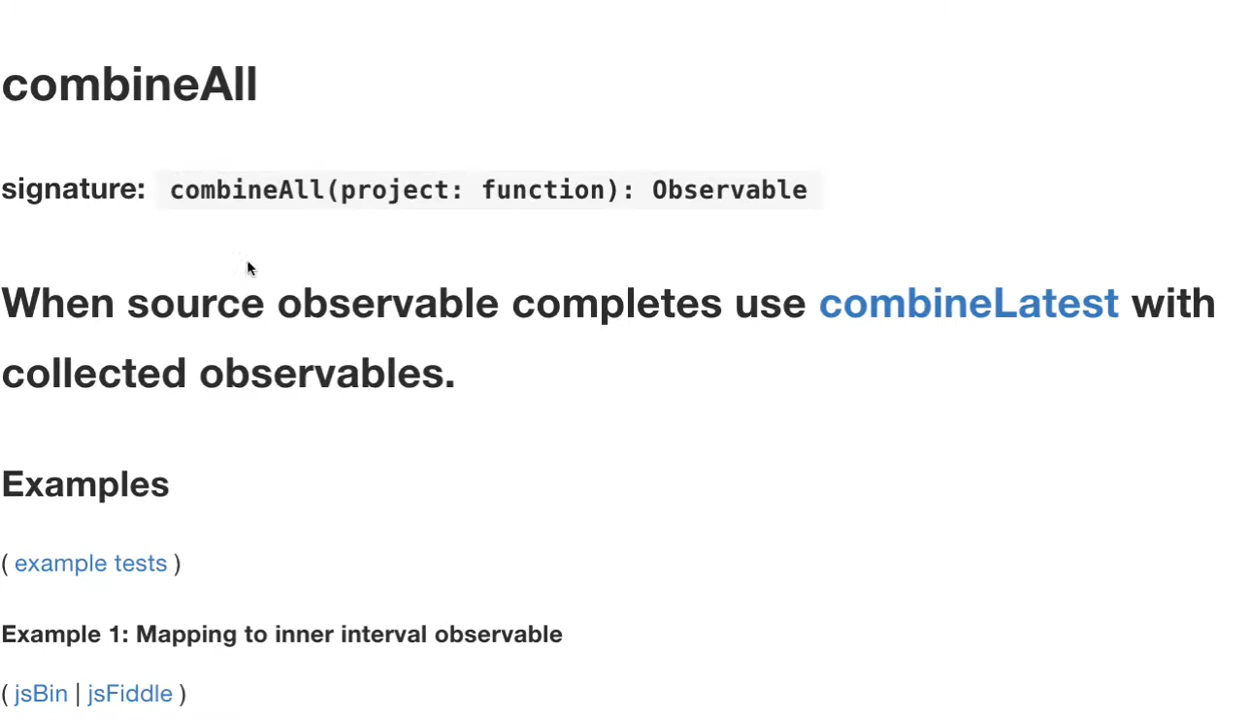 combineAll
signature: combineAll(project: function): Observable
When source observable completes use combineLatest with
collected observables.
Examples
( example tests )
Example 1: Mapping to inner interval observable
( jsBin | jsFiddle )